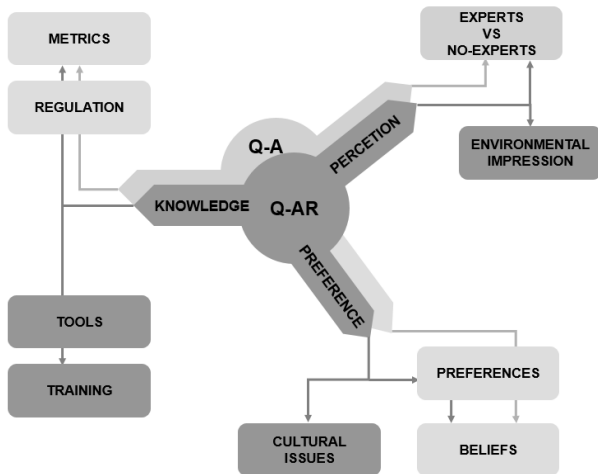 METRICS
REGULATION
EXPERTS
VS
NO-EXPERTS
ENVIRONMENTAL
IMPRESSION
Q-A
PERCETION
KNOWLEDGE
Q-AR
PREFERENCE
TOOLS
TRAINING
PREFERENCES
CULTURAL
ISSUES
BELIEFS